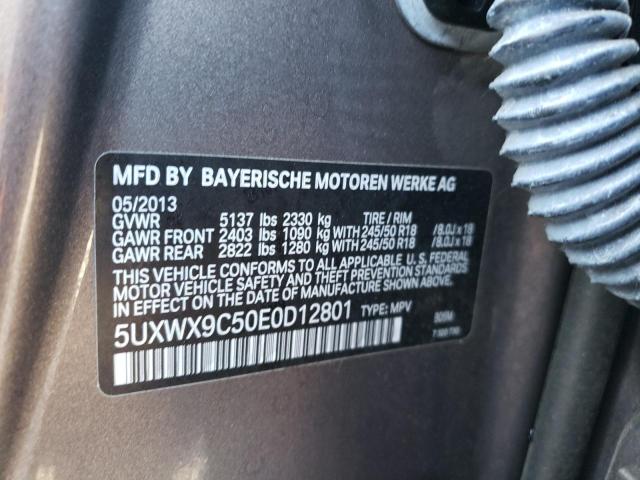 MFD BY BAYERISCHE MOTOREN WERKE AG
05/2013
GVWR 5137 lbs 2330 kg TIRE / RIM
GAWR FRONT 2403 lbs 1090 kg WITH 245/50 R18 /8.0J x 18
GAWR REAR 2822 lbs 1280 kg WITH 245/50 R18 /8.0J x 18
THIS VEHICLE CONFORMS TO ALL APPLICABLE U.S. FEDERAL
MOTOR VEHICLE SAFETY AND THEFT PREVENTION STANDARDS
IN EFFECT ON THE DATE OF MANUFACTURE SHOWN ABOVE.
5UXWX9C50E0D12801 TYPE: MPV